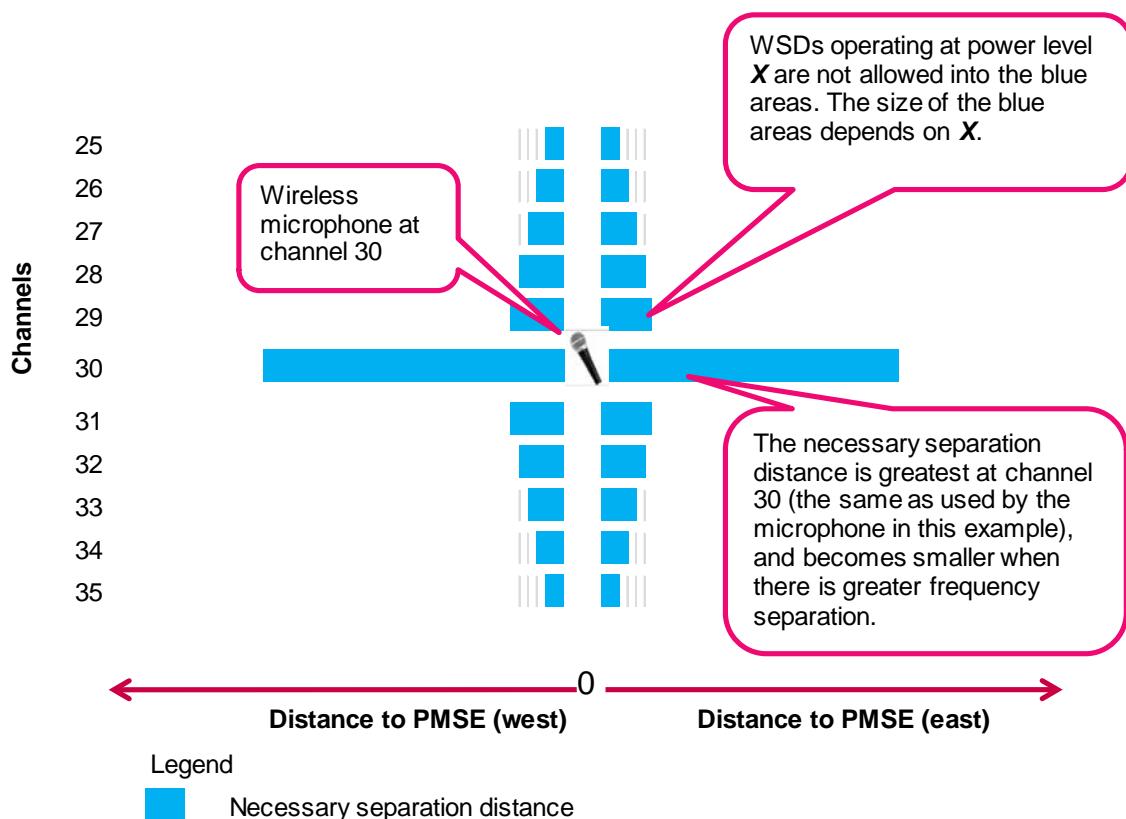 WSDs operating at power level
X are not allowed into the blue
areas. The size of the blue
areas depends on X.
Wireless
microphone at
channel 30
Channels
25
26
27
28
29
30
31
32
33
34
35
The necessary separation
distance is greatest at channel
30 (the same as used by the
microphone in this example),
and becomes smaller when
there is greater frequency
separation.
0
Distance to PMSE (west)
Distance to PMSE (east)
Legend
Necessary separation distance